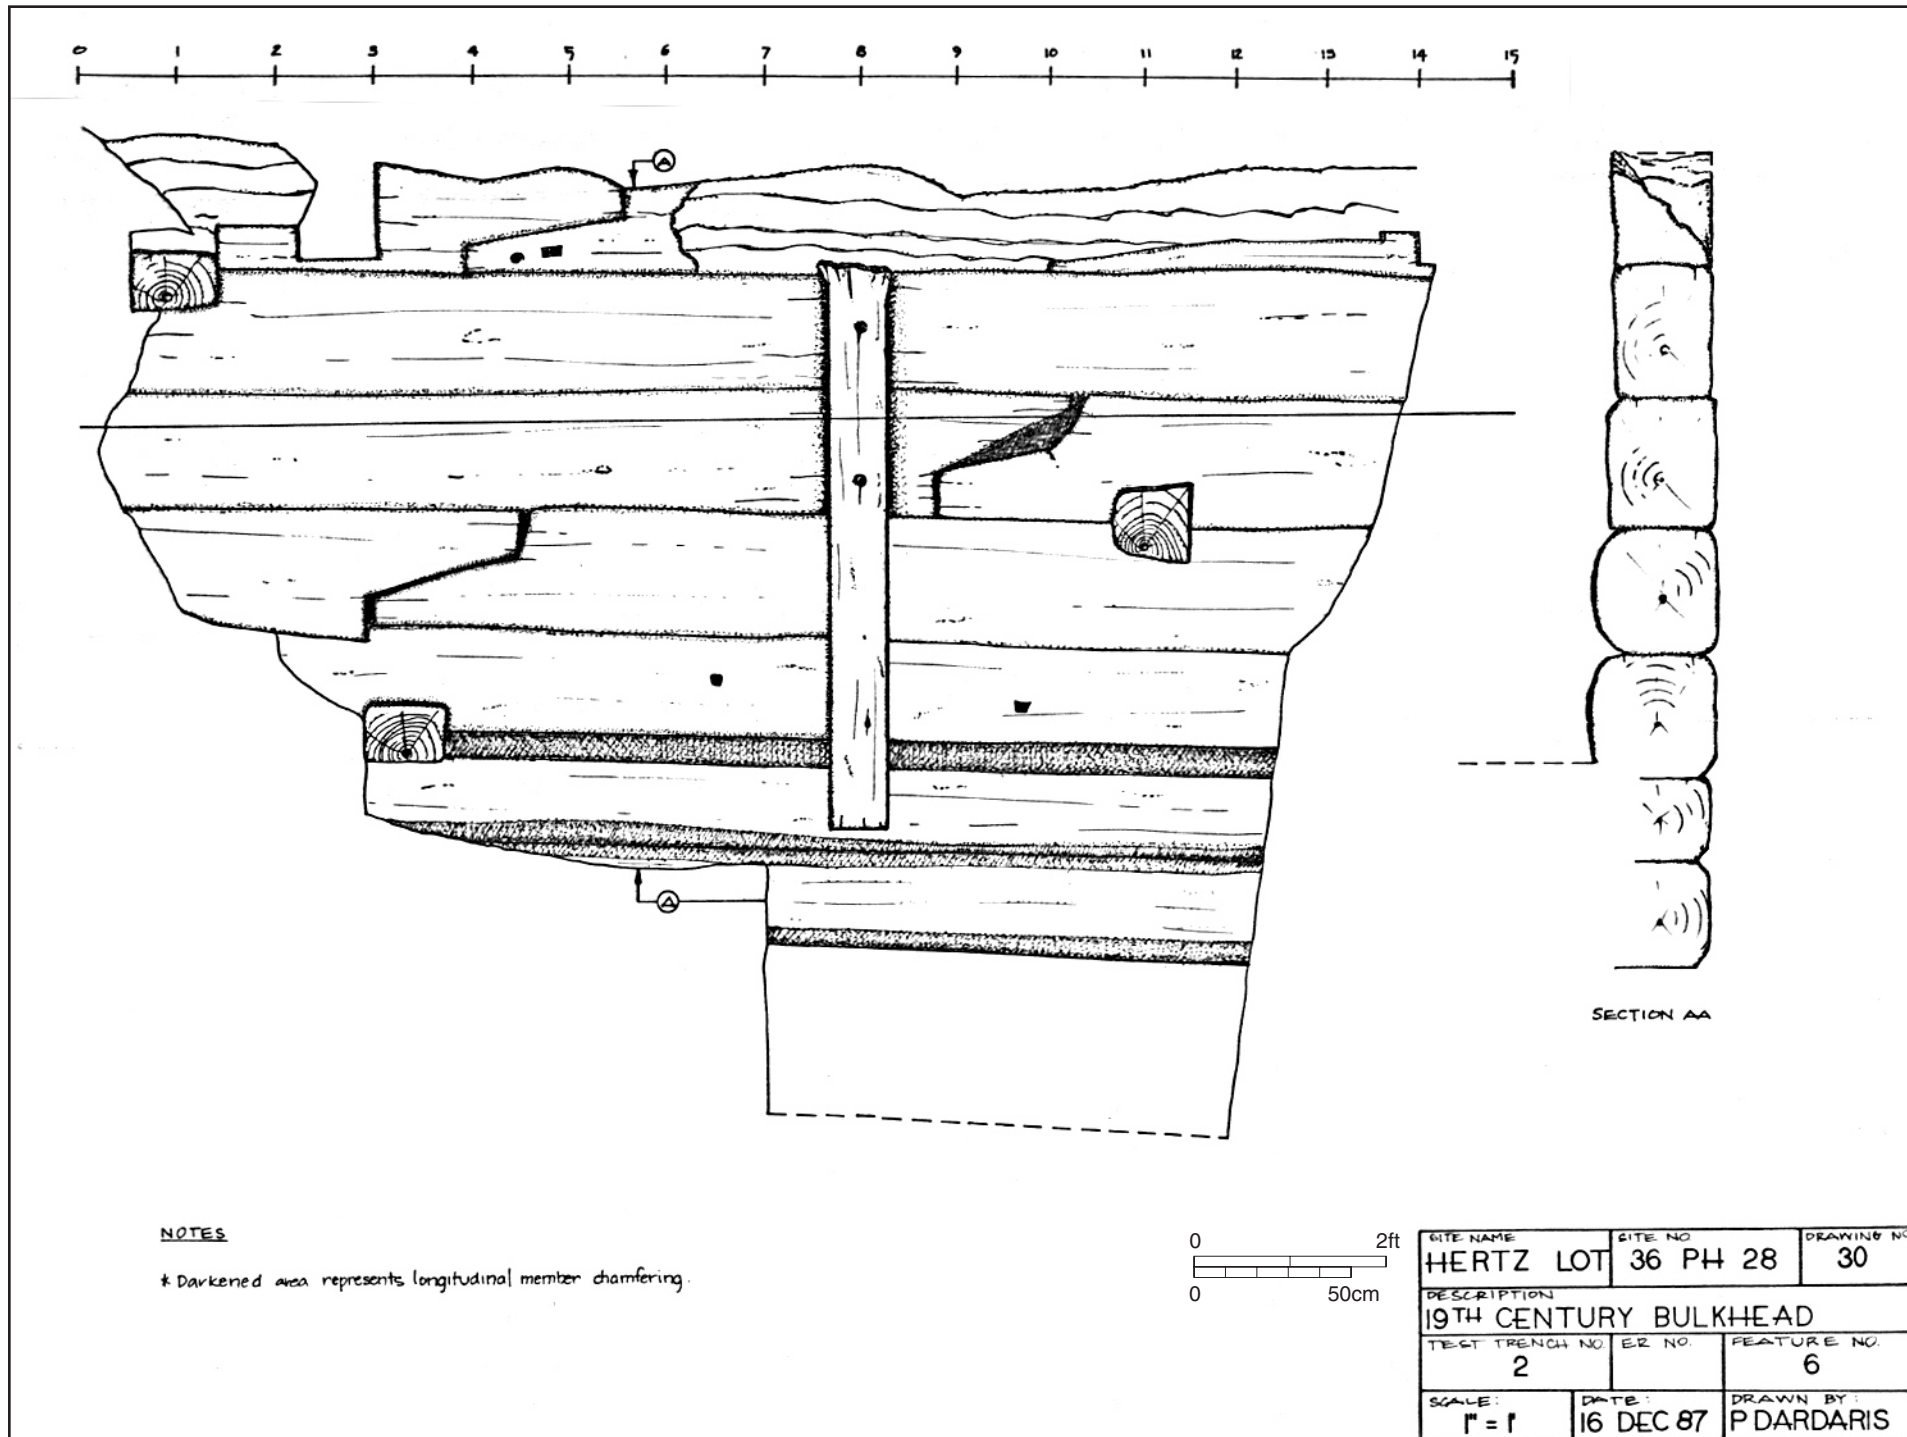 0 1 2 3 4 5 6 7 8 9 10 11 12 13 14 15
A
A
SECTION AA
NOTES
* Darkened area represents longitudinal member chamfering.
0 2ft
0 50cm
SITE NAME SITE NO DRAWING NO
HERTZ LOT 36 PH 28 30
DESCRIPTION
19TH CENTURY BULKHEAD
TEST TRENCH NO. ER NO. FEATURE NO.
2 6
SCALE: DATE: DRAWN BY:
1" = 1' 16 DEC 87 P DARDARIS